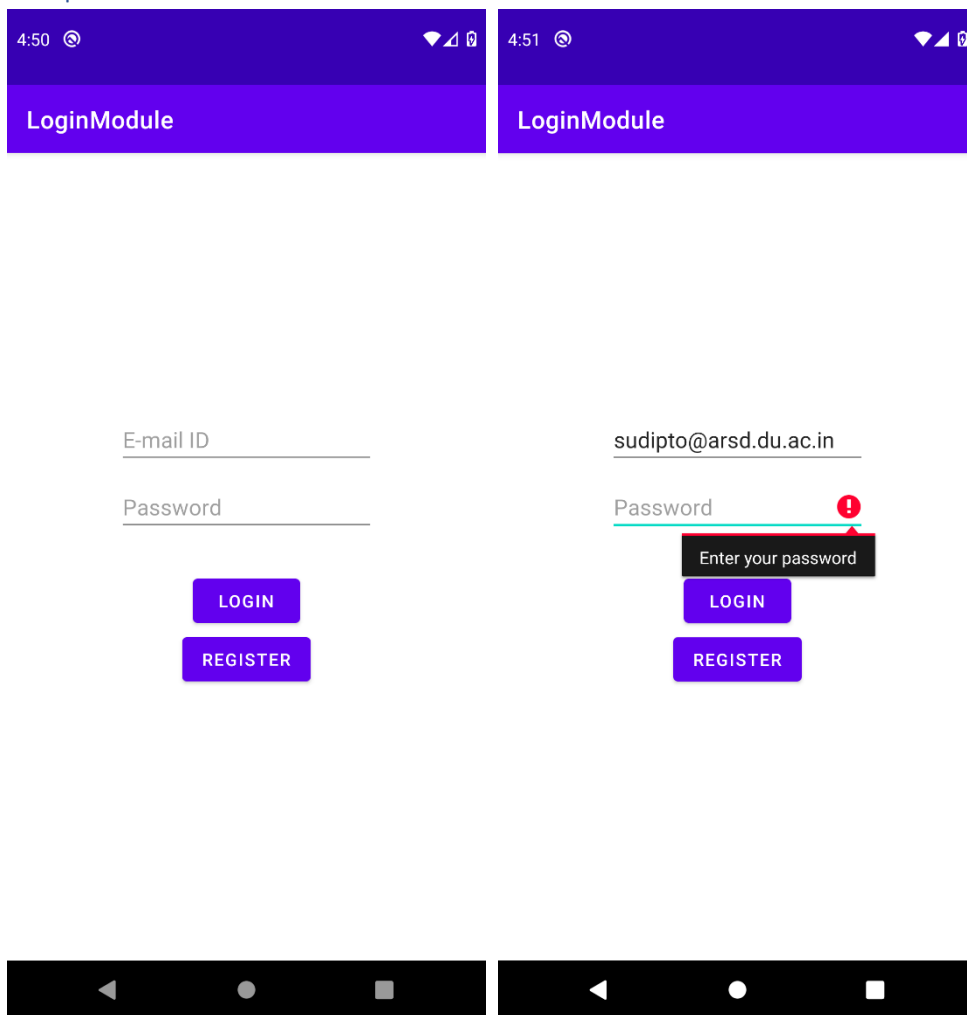 4:50
LoginModule
E-mail ID
Password
LOGIN
REGISTER
4:51
LoginModule
sudipto@arsd.du.ac.in
Password
Enter your password
LOGIN
REGISTER